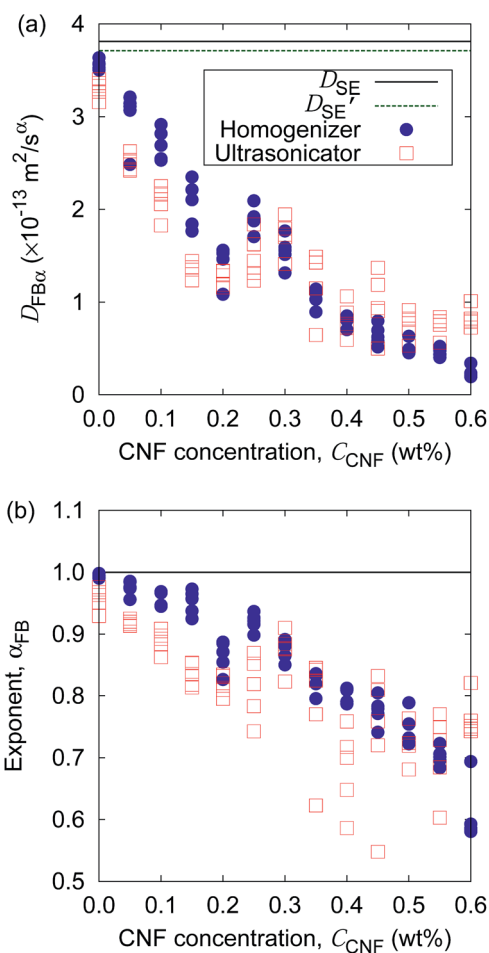 (a)
4
3
2
1
0
D_FBα (×10⁻¹³ m²/s^α)
D_SE
D_SE′
Homogenizer
Ultrasonicator
0.0 0.1 0.2 0.3 0.4 0.5 0.6
CNF concentration, C_CNF (wt%)
(b)
1.1
1.0
0.9
0.8
0.7
0.6
0.5
Exponent, α_FB
0.0 0.1 0.2 0.3 0.4 0.5 0.6
CNF concentration, C_CNF (wt%)